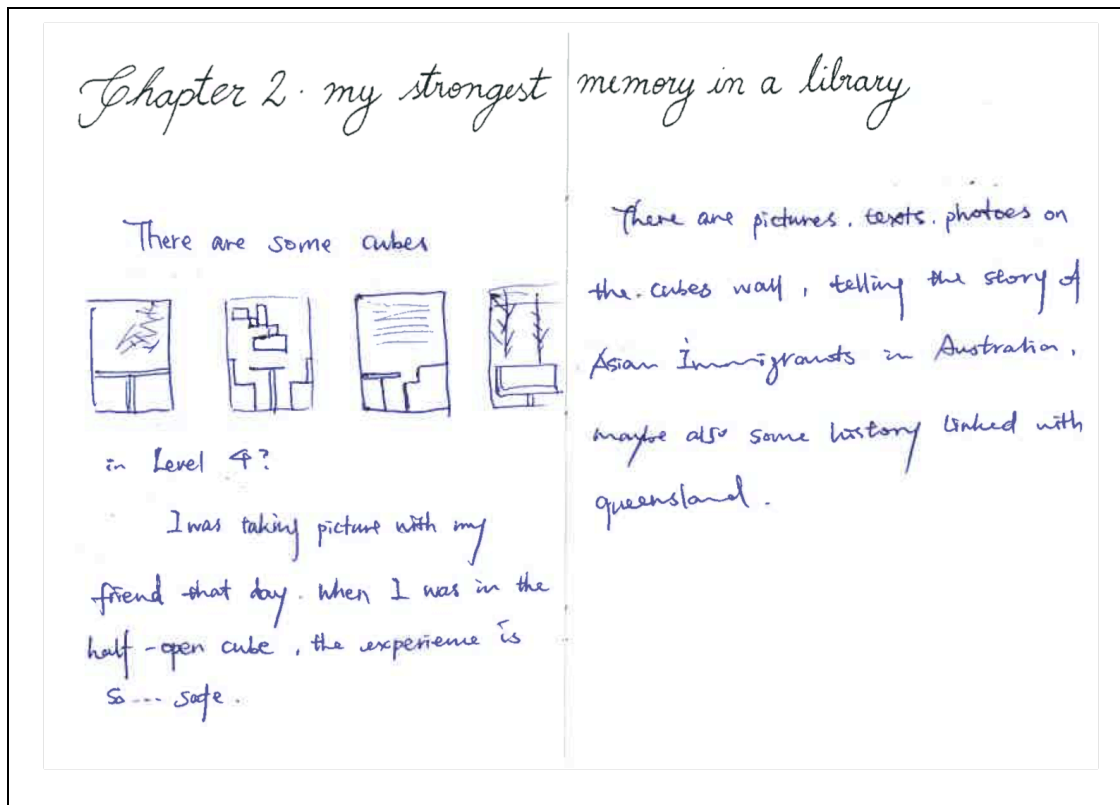 Chapter 2. my strongest memory in a library
There are some cubes
in Level 4?
I was taking picture with my
friend that day. When I was in the
half-open cube, the experience is
so.... safe.
There are pictures. texts. photoes on
the cubes wall, telling the story of
Asian Immigrants in Australian,
maybe also some history linked with
queensland.